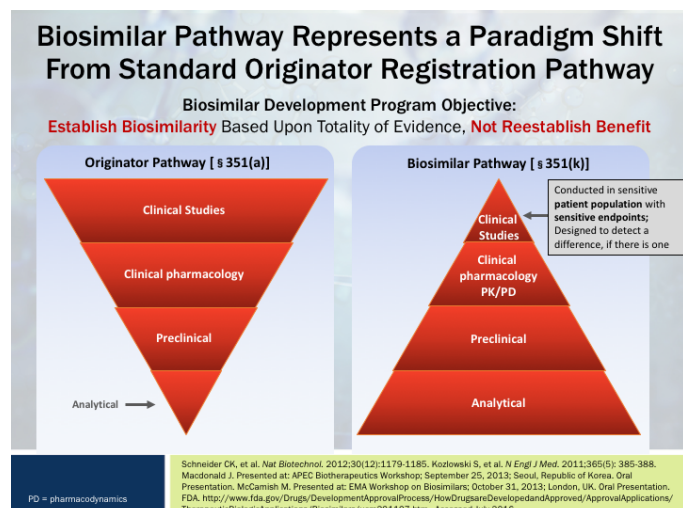 Biosimilar Pathway Represents a Paradigm Shift
From Standard Originator Registration Pathway
Biosimilar Development Program Objective:
Establish Biosimilarity Based Upon Totality of Evidence, Not Reestablish Benefit
Originator Pathway [ §351(a)]
Clinical Studies
Clinical pharmacology
Preclinical
Analytical
Biosimilar Pathway [ §351(k)]
Clinical
Studies
Conducted in sensitive
patient population with
sensitive endpoints;
Designed to detect a
difference, if there is one
Clinical
pharmacology
PK/PD
Preclinical
Analytical
PD = pharmacodynamics
Schneider CK, et al. Nat Biotechnol. 2012;30(12):1179-1185. Kozlowski S, et al. N Engl J Med. 2011;365(5): 385-388.
Macdonald J. Presented at: APEC Biotherapeutics Workshop; September 25, 2013; Seoul, Republic of Korea. Oral
Presentation. McCamish M. Presented at: EMA Workshop on Biosimilars; October 31, 2013; London, UK. Oral Presentation.
FDA. http://www.fda.gov/Drugs/DevelopmentApprovalProcess/HowDrugsareDevelopedandApproved/ApprovalApplications/